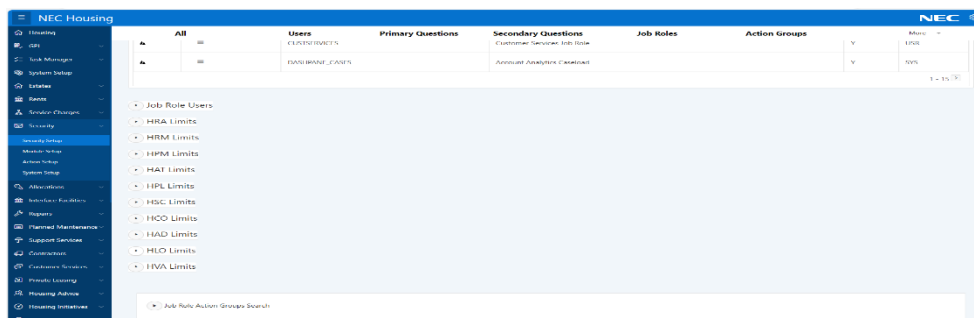 NEC Housing
NEC
Housing
GPI
Task Manager
System Setup
Estates
Rents
Service Charges
Security
Security Setup
Module Setup
Action Setup
System Setup
Allocations
Interface Facilities
Repairs
Planned Maintenance
Support Services
Contractors
Customer Services
Private Leasing
Housing Advice
Housing Initiatives
All Users Primary Questions Secondary Questions Job Roles Action Groups More
CUSTSERVICES Customer Services Job Role Y USR
Account Analytics Caseload Y SYS
1 - 15
Job Role Users
HRA Limits
HRM Limits
HPM Limits
HAT Limits
HPL Limits
HSC Limits
HCO Limits
HAD Limits
HLO Limits
HVA Limits
Job Role Action Groups Search